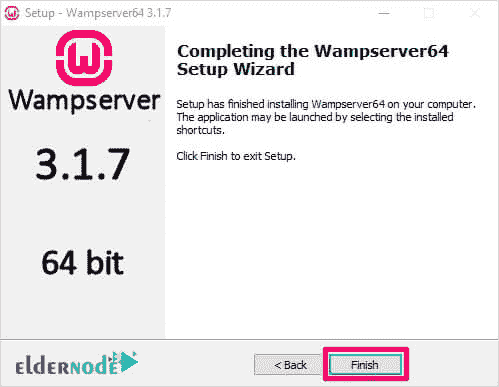 Setup - Wampserver64 3.1.7
Completing the Wampserver64
Setup Wizard
Setup has finished installing Wampserver64 on your computer.
The application may be launched by selecting the installed
shortcuts.
Click Finish to exit Setup.
Wampserver
3.1.7
64 bit
ELDERNODE
< Back
Finish